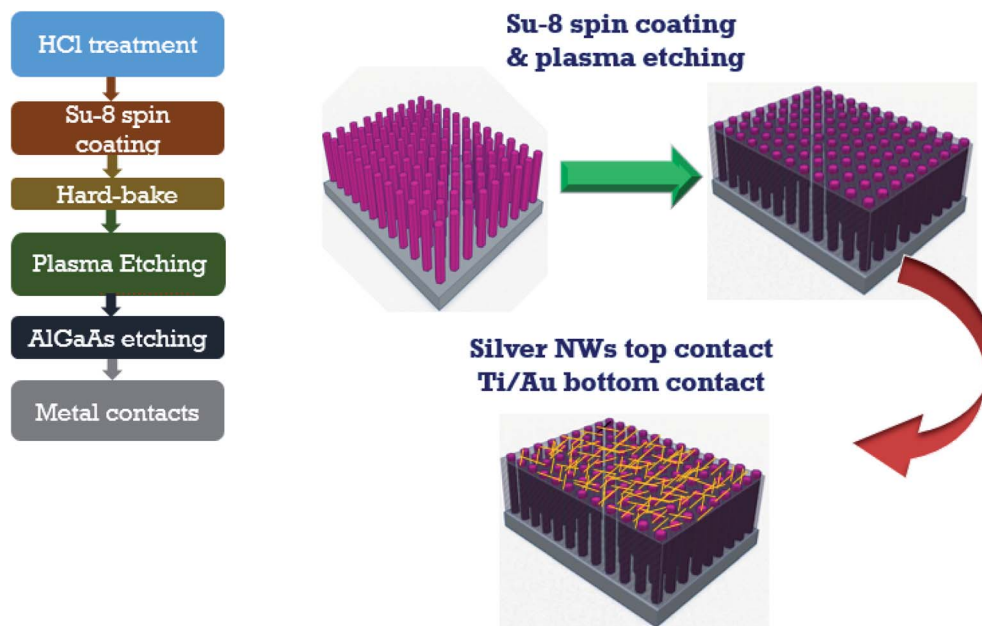 HCl treatment
Su-8 spin
coating
Hard-bake
Plasma Etching
AlGaAs etching
Metal contacts
Su-8 spin coating
& plasma etching
Silver NWs top contact
Ti/Au bottom contact